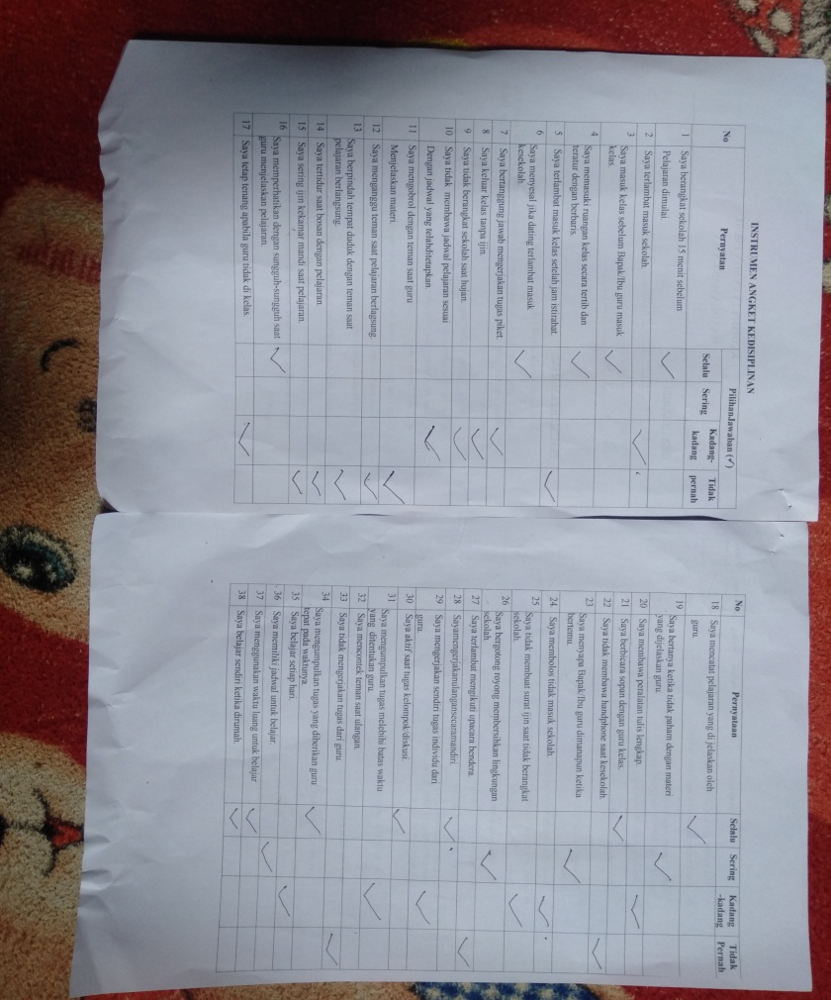 INSTRUMEN ANGKET KEDISIPLINAN
No Pernyatan PilihanJawaban (✓)
Selalu Sering Kadang-kadang Tidak pernah
1 Saya berangkat sekolah 15 menit sebelum
Pelajaran dimulai. ✓
2 Saya terlambat masuk sekolah. ✓
3 Saya masuk kelas sebelum Bapak/Ibu guru masuk
kelas. ✓
4 Saya memasuki ruangan kelas secara tertib dan
teratur dengan berbaris. ✓
5 Saya terlambat masuk kelas setelah jam istirahat. ✓
6 Saya menyesal jika dating terlambat masuk
kesekolah. ✓
7 Saya bertanggung jawab mengerjakan tugas piket. ✓
8 Saya keluar kelas tanpa ijin. ✓
9 Saya tidak berangkat sekolah saat hujan. ✓
10 Saya tidak membawa jadwal pelajaran sesuai
Dengan jadwal yang telahditetapkan. ✓
11 Saya mengobrol dengan teman saat guru
Menjelaskan materi. ✓
12 Saya menganggu teman saat pelajaran berlagsung. ✓
13 Saya berpindah tempat duduk dengan teman saat
pelajaran berlangsung. ✓
14 Saya tertidur saat bosan dengan pelajaran. ✓
15 Saya sering ijin kekamar mandi saat pelajaran. ✓
16 Saya memperhatikan dengan sungguh-sungguh saat
guru menjelaskan pelajaran. ✓
17 Saya tetap tenang apabila guru tidak di kelas. ✓
No Pernyataan Selalu Sering Kadang-kadang Tidak Pernah
18 Saya mencatat pelajaran yang di jelaskan oleh
guru. ✓
19 Saya bertanya ketika tidak paham dengan materi
yang dijelaskan guru. ✓
20 Saya membawa peralatan tulis lengkap. ✓
21 Saya berbicara sopan dengan guru kelas. ✓
22 Saya tidak membawa handphone saat kesekolah. ✓
23 Saya menyapa Bapak/Ibu guru dimanapun ketika
bertemu. ✓
24 Saya membolos tidak masuk sekolah. ✓
25 Saya tidak membuat surat ijin saat tidak berangkat
sekolah. ✓
26 Saya bergotong royong membersihkan lingkungan
sekolah. ✓
27 Saya terlambat mengikuti upacara bendera. ✓
28 Sayamengerjakanulangansecaramandiri. ✓
29 Saya mengerjakan sendiri tugas individu dari
guru. ✓
30 Saya aktif saat tugas kelompok/diskusi. ✓
31 Saya mengumpulkan tugas melebihi batas waktu
yang ditentukan guru. ✓
32 Saya mencontek teman saat ulangan.
33 Saya tidak mengerjakan tugas dari guru. ✓
34 Saya mengumpulkan tugas yang diberikan guru
tepat pada waktunya. ✓
35 Saya belajar setiap hari. ✓
36 Saya memiliki jadwal untuk belajar. ✓
37 Saya menggunakan waktu luang untuk belajar ✓
38 Saya belajar sendiri ketika dirumah. ✓